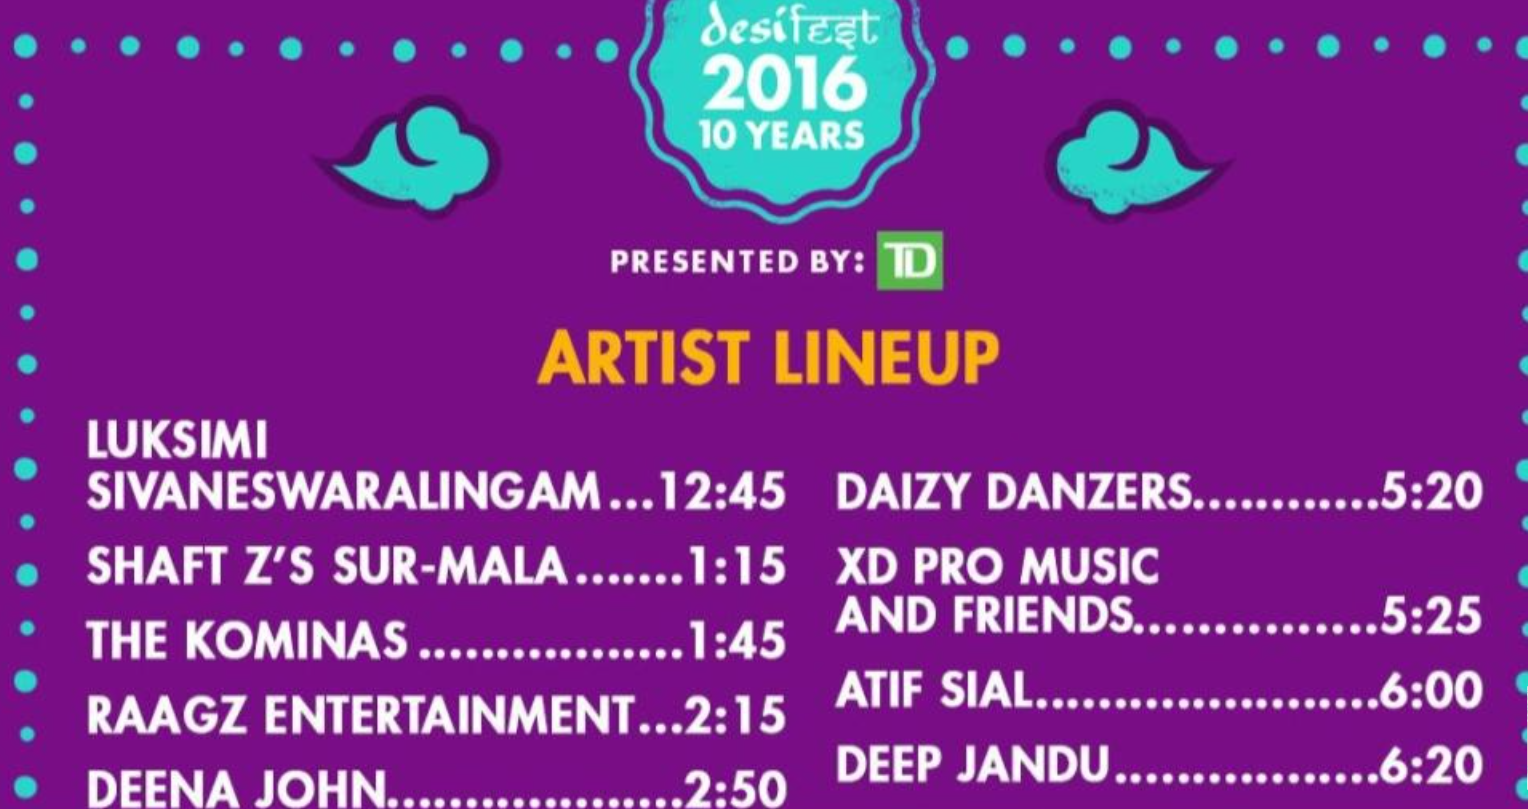 desifest
2016
10 YEARS
PRESENTED BY: TD
ARTIST LINEUP
LUKSIMI
SIVANESWARALINGAM...12:45
SHAFT Z'S SUR-MALA.......1:15
THE KOMINAS.................1:45
RAAGZ ENTERTAINMENT...2:15
DEENA JOHN...................2:50
DAIZY DANZERS............5:20
XD PRO MUSIC
AND FRIENDS................5:25
ATIF SIAL......................6:00
DEEP JANDU.................6:20